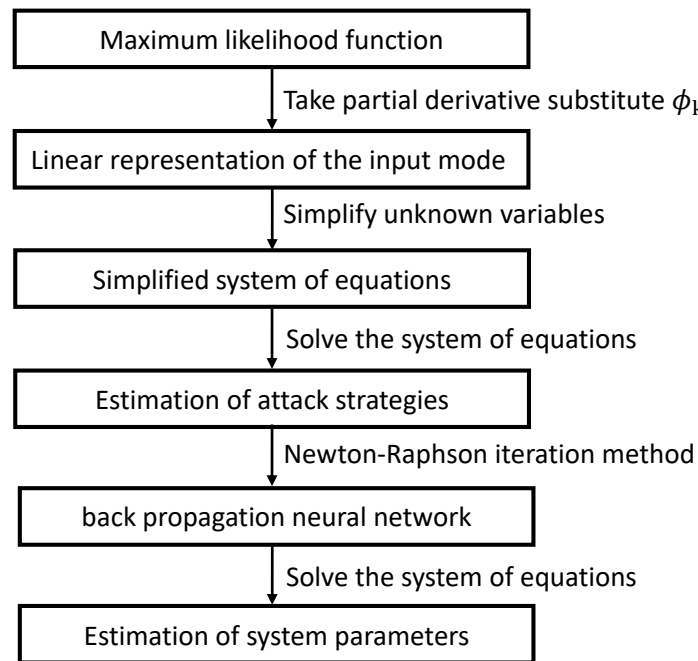 Maximum likelihood function
Take partial derivative substitute ϕ
Linear representation of the input mode
Simplify unknown variables
Simplified system of equations
Solve the system of equations
Estimation of attack strategies
Newton-Raphson iteration method
back propagation neural network
Solve the system of equations
Estimation of system parameters